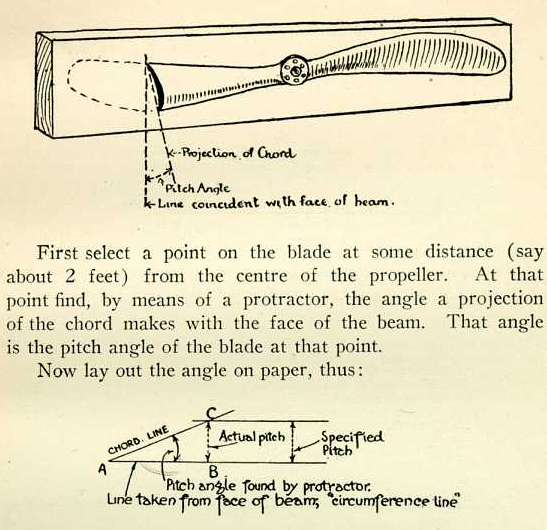 Projection of Chord
Pitch Angle
Line coincident with face of beam.
First select a point on the blade at some distance (say
about 2 feet) from the centre of the propeller. At that
point find, by means of a protractor, the angle a projection
of the chord makes with the face of the beam. That angle
is the pitch angle of the blade at that point.
Now lay out the angle on paper, thus:
C
CHORD. LINE
Actual pitch
Specified
Pitch
A
B
Pitch angle found by protractor.
Line taken from face of beam; "circumference line"